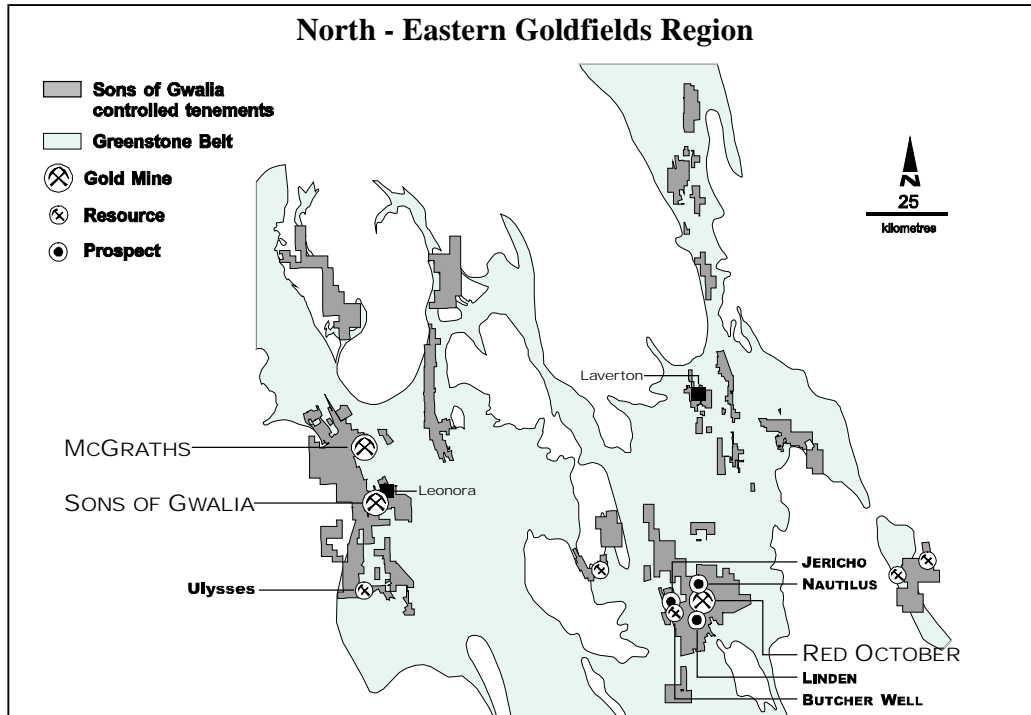 North - Eastern Goldfields Region
Sons of Gwalia
controlled tenements
Greenstone Belt
Gold Mine
Resource
Prospect
N
25
kilometres
Laverton
MCGRATHS
Leonora
SONS OF GWALIA
JERICHO
NAUTILUS
Ulysses
RED OCTOBER
LINDEN
BUTCHER WELL